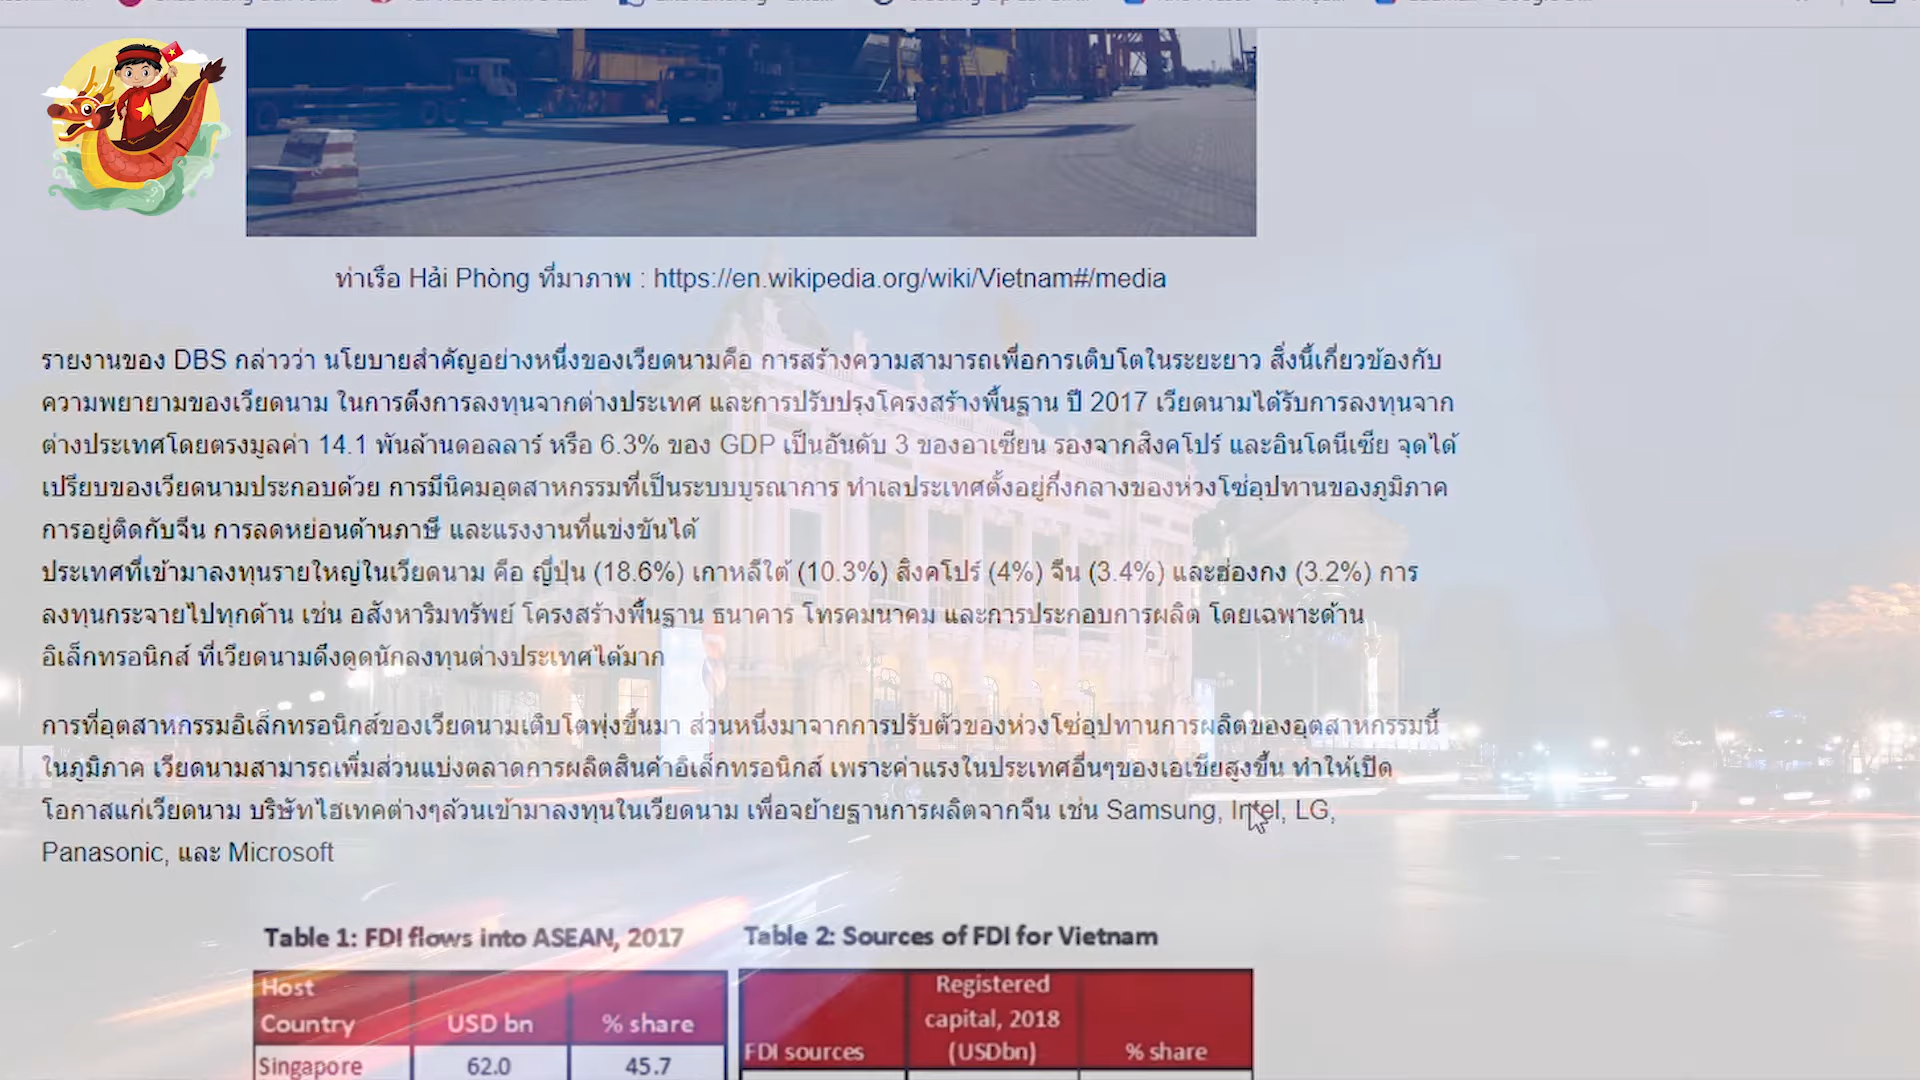 ท่าเรือ Hải Phòng ที่มาภาพ : https://en.wikipedia.org/wiki/Vietnam#/media
รายงานของ DBS กล่าวว่า นโยบายสำคัญอย่างหนึ่งของเวียดนามคือ การสร้างความสามารถเพื่อการเติบโตในระยะยาว สิ่งนี้เกี่ยวข้องกับ
ความพยายามของเวียดนาม ในการดึงการลงทุนจากต่างประเทศ และการปรับปรุงโครงสร้างพื้นฐาน ปี 2017 เวียดนามได้รับการลงทุนจาก
ต่างประเทศโดยตรงมูลค่า 14.1 พันล้านดอลลาร์ หรือ 6.3% ของ GDP เป็นอันดับ 3 ของอาเซียน รองจากสิงคโปร์ และอินโดนีเซีย จุดได้
เปรียบของเวียดนามประกอบด้วย การมีนิคมอุตสาหกรรมที่เป็นระบบบูรณาการ ทำเลประเทศตั้งอยู่กึ่งกลางของห่วงโซ่อุปทานของภูมิภาค
การอยู่ติดกับจีน การลดหย่อนด้านภาษี และแรงงานที่แข่งขันได้
ประเทศที่เข้ามาลงทุนรายใหญ่ในเวียดนาม คือ ญี่ปุ่น (18.6%) เกาหลีใต้ (10.3%) สิงคโปร์ (4%) จีน (3.4%) และฮ่องกง (3.2%) การ
ลงทุนกระจายไปทุกด้าน เช่น อสังหาริมทรัพย์ โครงสร้างพื้นฐาน ธนาคาร โทรคมนาคม และการประกอบการผลิต โดยเฉพาะด้าน
อิเล็กทรอนิกส์ ที่เวียดนามดึงดูดนักลงทุนต่างประเทศได้มาก
การที่อุตสาหกรรมอิเล็กทรอนิกส์ของเวียดนามเติบโตพุ่งขึ้นมา ส่วนหนึ่งมาจากการปรับตัวของห่วงโซ่อุปทานการผลิตของอุตสาหกรรมนี้
ในภูมิภาค เวียดนามสามารถเพิ่มส่วนแบ่งตลาดการผลิตสินค้าอิเล็กทรอนิกส์ เพราะค่าแรงในประเทศอื่นๆของเอเชียสูงขึ้น ทำให้เปิด
โอกาสแก่เวียดนาม บริษัทไฮเทคต่างๆล้วนเข้ามาลงทุนในเวียดนาม เพื่อจย้ายฐานการผลิตจากจีน เช่น Samsung, Intel, LG,
Panasonic, และ Microsoft
Table 1: FDI flows into ASEAN, 2017
Host Country USD bn % share
Singapore 62.0 45.7
Table 2: Sources of FDI for Vietnam
FDI sources Registered capital, 2018 (USDbn) % share